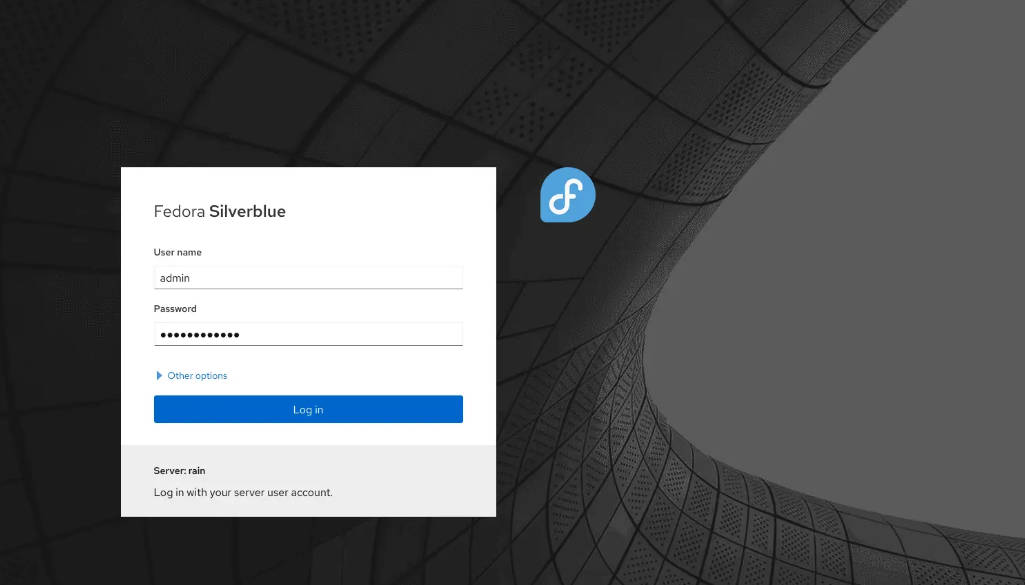 Fedora Silverblue
User name
admin
Password
••••••••••••
Other options
Log in
Server: rain
Log in with your server user account.